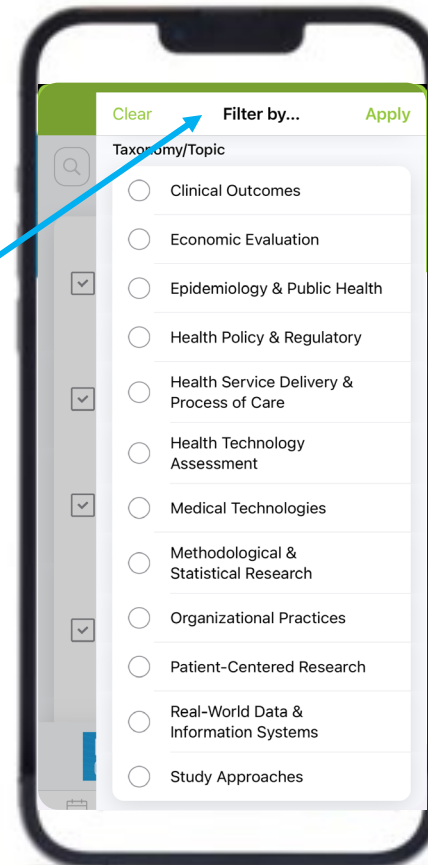 Clear Filter by... Apply
Taxonomy/Topic
Clinical Outcomes
Economic Evaluation
Epidemiology & Public Health
Health Policy & Regulatory
Health Service Delivery &
Process of Care
Health Technology
Assessment
Medical Technologies
Methodological &
Statistical Research
Organizational Practices
Patient-Centered Research
Real-World Data &
Information Systems
Study Approaches